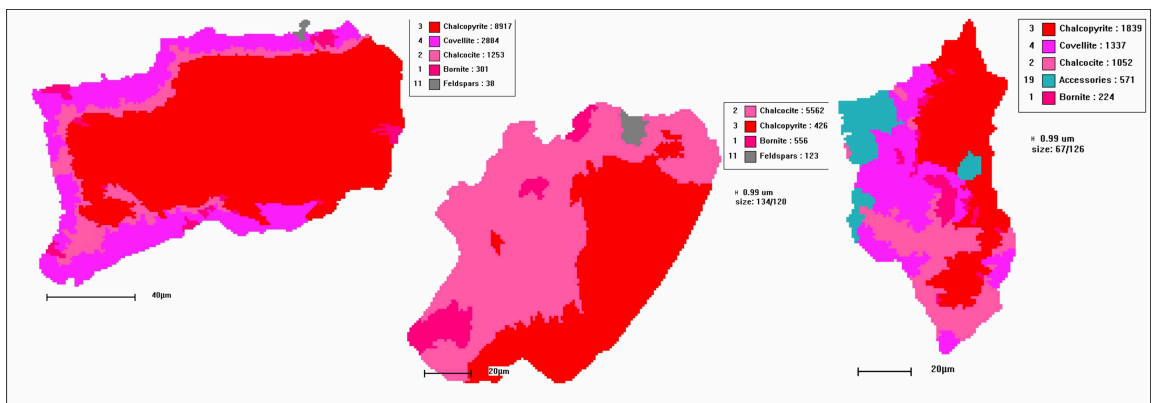 3 Chalcopyrite : 8917
4 Covellite : 2884
2 Chalcocite : 1253
1 Bornite : 301
11 Feldspars : 38
40µm
2 Chalcocite : 5562
3 Chalcopyrite : 426
1 Bornite : 556
11 Feldspars : 123
H 0.99 um
size: 134/120
20µm
3 Chalcopyrite : 1839
4 Covellite : 1337
2 Chalcocite : 1052
19 Accessories : 571
1 Bornite : 224
H 0.99 um
size: 67/126
20µm